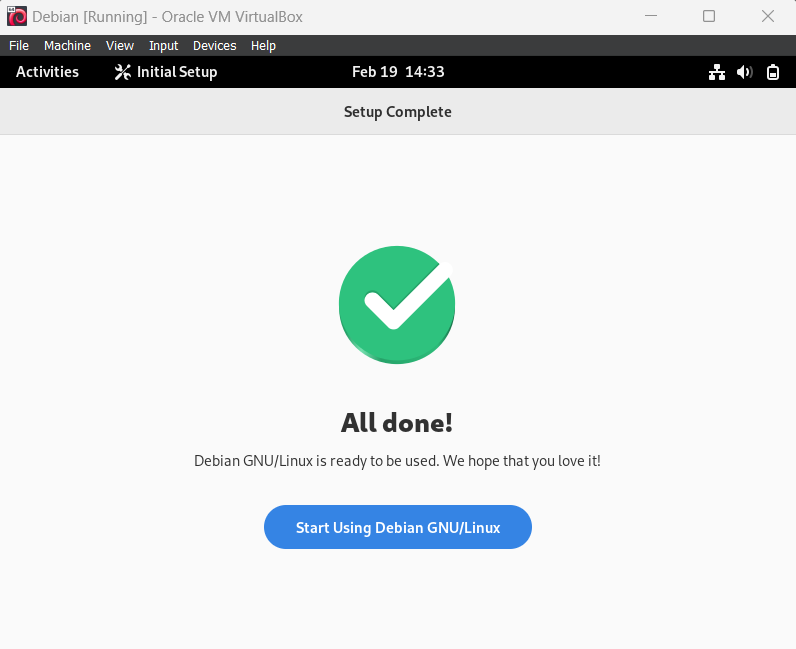 Debian [Running] - Oracle VM VirtualBox
File Machine View Input Devices Help
Activities Initial Setup Feb 19 14:33
Setup Complete
All done!
Debian GNU/Linux is ready to be used. We hope that you love it!
Start Using Debian GNU/Linux